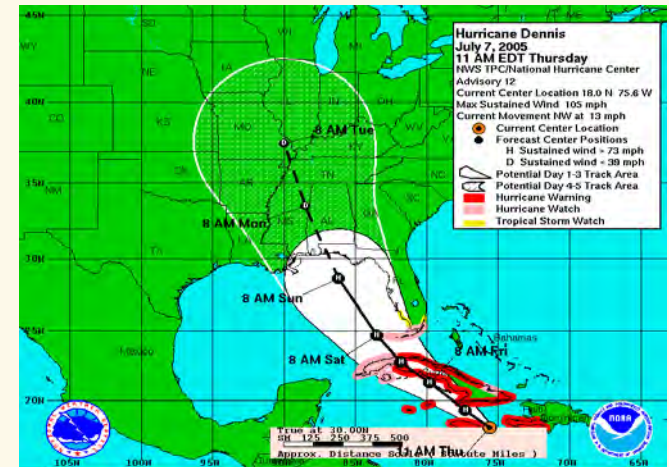 Hurricane Dennis
July 7, 2005
11 AM EDT Thursday
NWS TPC/National Hurricane Center
Advisory 12
Current Center Location 18.0 N 75.6 W
Max Sustained Wind 105 mph
Current Movement NW at 13 mph
Current Center Location
Forecast Center Positions
H Sustained wind > 73 mph
D Sustained wind < 39 mph
Potential Day 1-3 Track Area
Potential Day 4-5 Track Area
Hurricane Warning
Hurricane Watch
Tropical Storm Watch
45N
WY
SD
WI
MI
NE
IA
40N
IL
IN
OH
CO
KS
MO
8 AM Tue
D
35N
NM
OK
AR
TN
SC
D
8 AM Mon
MS
AL
GA
Tx
LA
30N
H
8 AM Sun
FL
25N
H
Bahamas
8 AM Sat
H
8 AM Fri
Mexico
H
20N
H
Haiti
True at 30.00N
SM 125 250 375 500
11 AM Thu
Approx. Distance Scale ( Statute Miles )
NOAA
105W
100W
95W
90W
85W
80W
75W
70W
65W